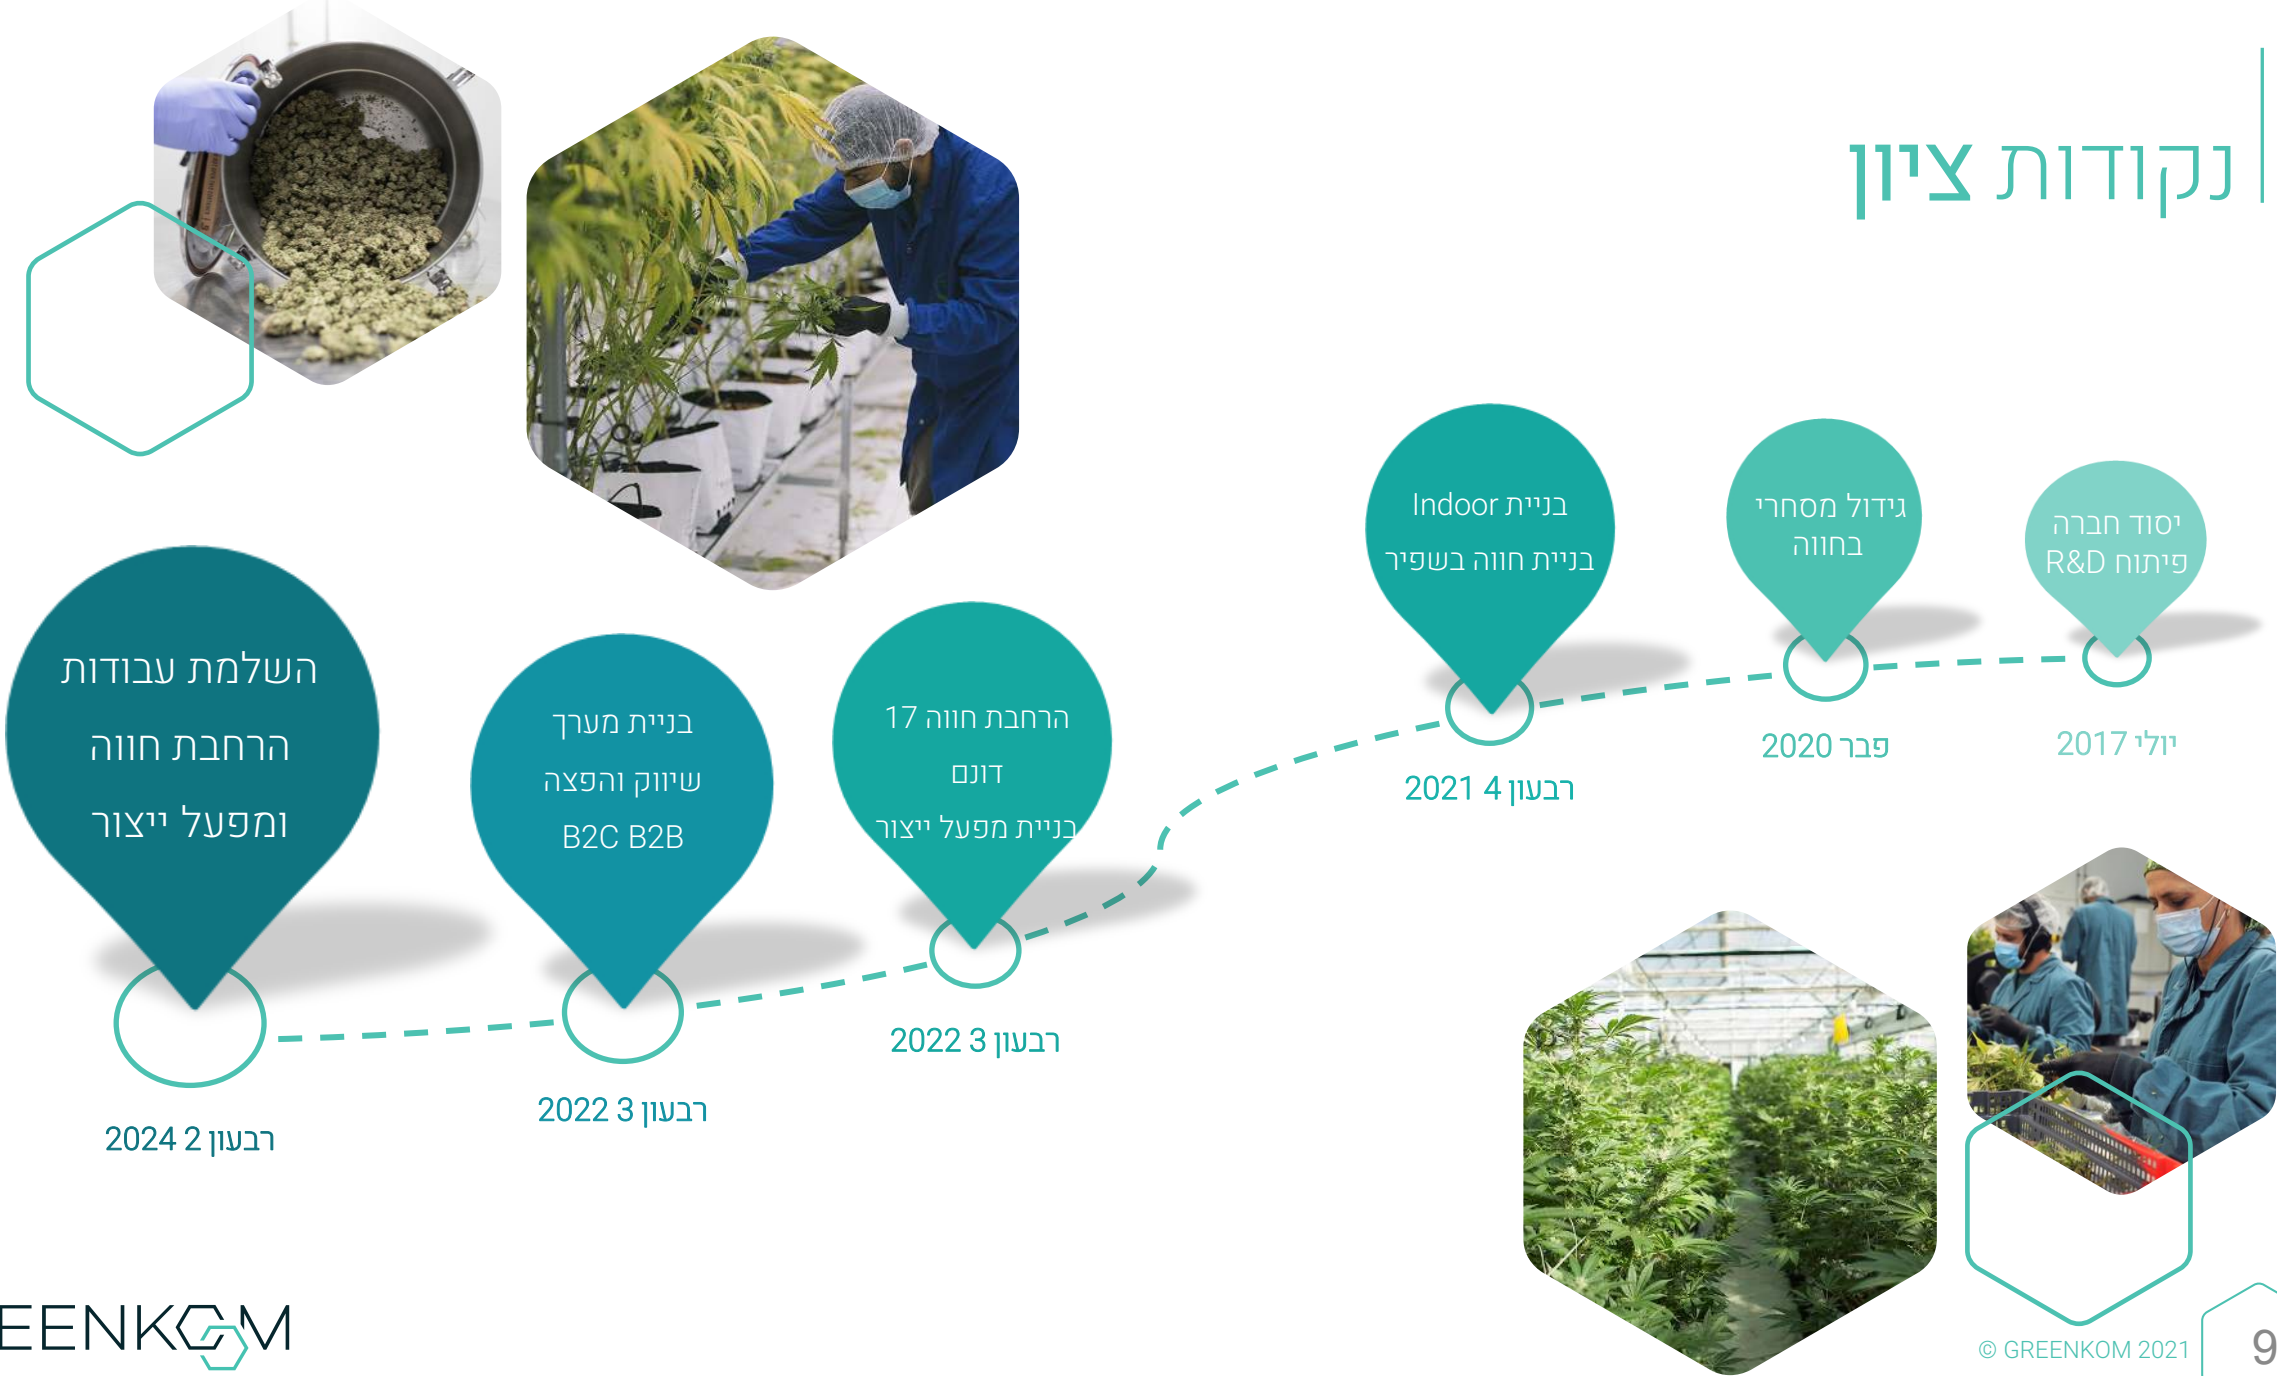 נקודות ציון
יסוד חברה
פיתוח R&D
יולי 2017
גידול מסחרי
בחווה
פבר 2020
בניית Indoor
בניית חווה בשפיר
רבעון 4 2021
הרחבת חווה 17
דונם
בניית מפעל ייצור
רבעון 3 2022
בניית מערך
שיווק והפצה
B2C B2B
רבעון 3 2022
השלמת עבודות
הרחבת חווה
ומפעל ייצור
רבעון 2 2024
EENKOM
© GREENKOM 2021
9